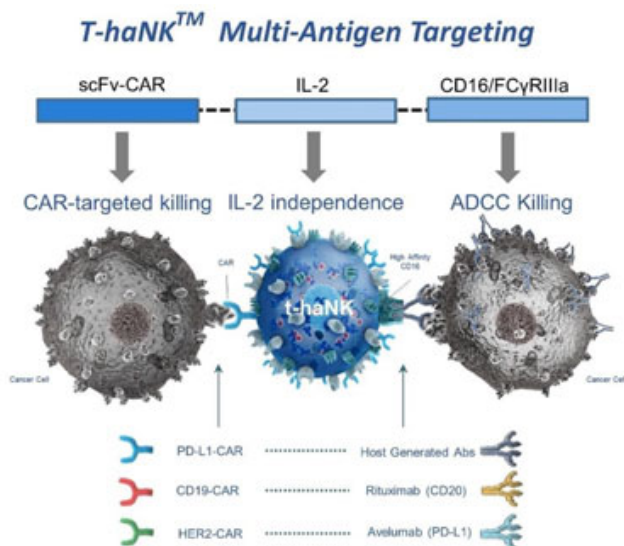 T-haNK™ Multi-Antigen Targeting
scFv-CAR
IL-2
CD16/FCγRIIIa
CAR-targeted killing
IL-2 independence
ADCC Killing
CAR
High Affinity
CD16
t-haNK
Cancer Cell
Cancer Cell
PD-L1-CAR
Host Generated Abs
CD19-CAR
Rituximab (CD20)
HER2-CAR
Avelumab (PD-L1)